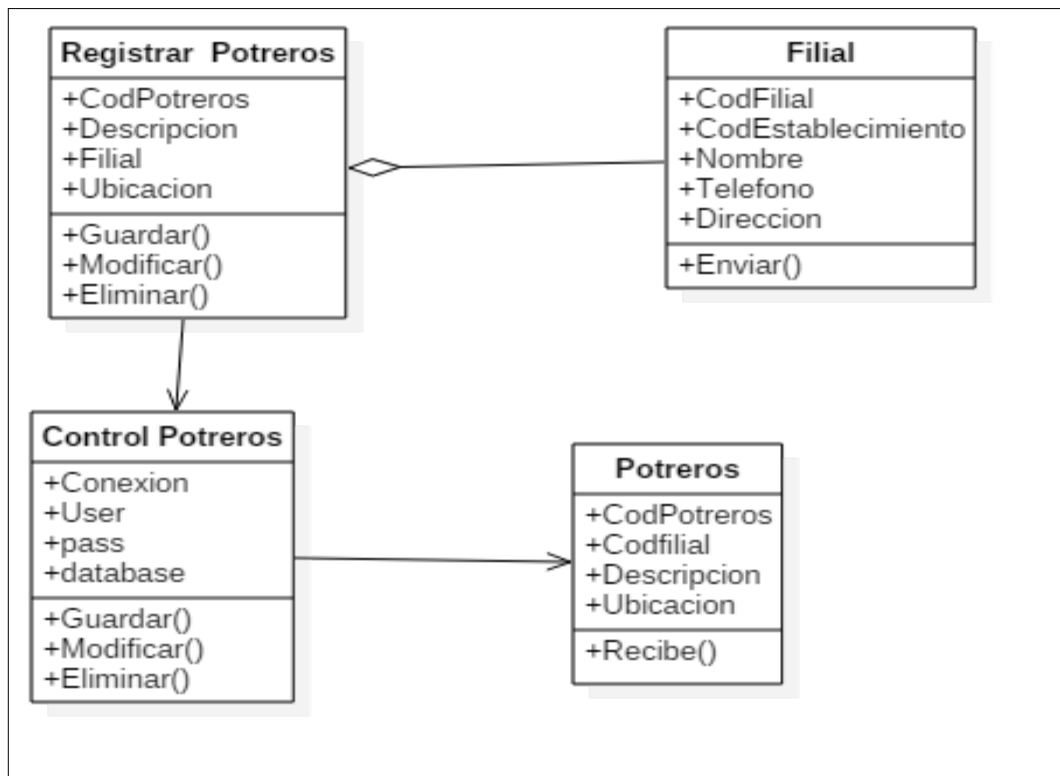 Registrar Potreros
+CodPotreros
+Descripcion
+Filial
+Ubicacion
+Guardar()
+Modificar()
+Eliminar()
Filial
+CodFilial
+CodEstablecimiento
+Nombre
+Telefono
+Direccion
+Enviar()
Control Potreros
+Conexion
+User
+pass
+database
+Guardar()
+Modificar()
+Eliminar()
Potreros
+CodPotreros
+Codfilial
+Descripcion
+Ubicacion
+Recibe()